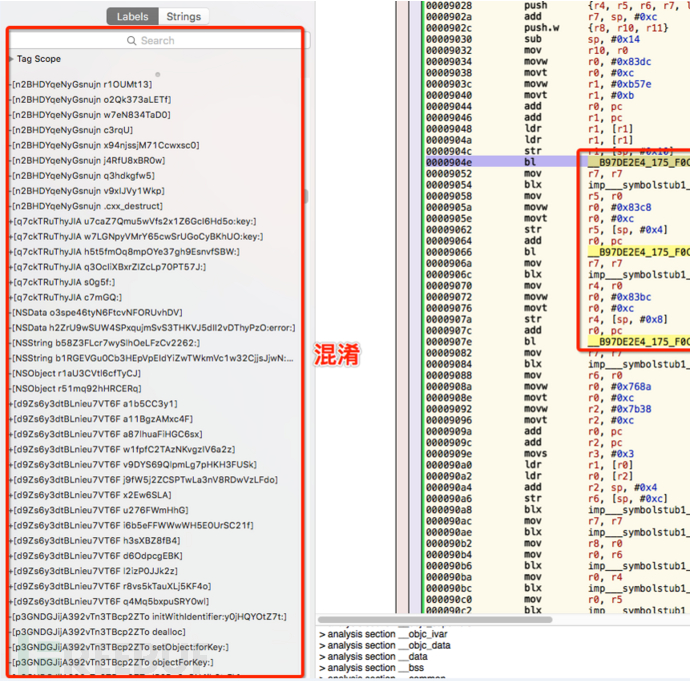 Labels Strings
Search
Tag Scope
-[n2BHDYqeNyGsnujn r1OUMt13]
-[n2BHDYqeNyGsnujn o2Qk373aLETf]
-[n2BHDYqeNyGsnujn w7eN834TaD0]
-[n2BHDYqeNyGsnujn c3rqU]
-[n2BHDYqeNyGsnujn x94njssjM71Ccwxsc0]
-[n2BHDYqeNyGsnujn j4RfU8xBR0w]
-[n2BHDYqeNyGsnujn q3hdkgfw5]
-[n2BHDYqeNyGsnujn v9xIJVy1Wkp]
-[n2BHDYqeNyGsnujn .cxx_destruct]
+[q7ckTRuThyJIA u7caZ7Qmu5wVfs2x1Z6Gcl6Hd5o:key:]
+[q7ckTRuThyJIA w7LGNpyVMrY65cwSrUGoCyBKhUO:key:]
+[q7ckTRuThyJIA h5t5fmOq8mpOYe37gh9EsnvfSBW:]
+[q7ckTRuThyJIA q3OcIiXBxrZIZcLp70PT57J:]
+[q7ckTRuThyJIA s0g5f:]
+[q7ckTRuThyJIA c7mGQ:]
-[NSData o3spe46tyN6FtcvNFORUvhDV]
-[NSData h2ZrU9wSUW4SPxqujmSvS3THKVJ5dII2vDThyPzO:error:]
-[NSString b58Z3FLcr7wySlhOeLFzCv2262:]
-[NSString b1RGEVGu0Cb3HEpVpEIdYiZwTWkmVc1w32CjjsJjwN:...
-[NSObject r1aU3CVtI6cfTyCJ]
-[NSObject r51mq92hHRCERq]
+[d9Zs6y3dtBLnieu7VT6F a1b5CC3y1]
+[d9Zs6y3dtBLnieu7VT6F a11BgzAMxc4F]
+[d9Zs6y3dtBLnieu7VT6F a87IhuaFiHGC6sx]
+[d9Zs6y3dtBLnieu7VT6F w1fpfC2TAzNKvgzIV6a2z]
+[d9Zs6y3dtBLnieu7VT6F v9DYS69QlpmLg7pHKH3FUSk]
+[d9Zs6y3dtBLnieu7VT6F j9fW5j2ZCSPTwLa3nV8RDwVzLFdo]
+[d9Zs6y3dtBLnieu7VT6F x2Ew6SLA]
+[d9Zs6y3dtBLnieu7VT6F u276FWmHhG]
+[d9Zs6y3dtBLnieu7VT6F i6b5eFFWWwWH5E0UrSC21f]
+[d9Zs6y3dtBLnieu7VT6F h3sXBZ8fB4]
+[d9Zs6y3dtBLnieu7VT6F d6OdpcgEBK]
+[d9Zs6y3dtBLnieu7VT6F l2izP0JJk2z]
+[d9Zs6y3dtBLnieu7VT6F r8vs5kTauXLj5KF4o]
+[d9Zs6y3dtBLnieu7VT6F q4Mq5bxpuSRYOwI]
-[p3GNDGJijA392vTn3TBcp2ZTo initWithIdentifier:y0jHQYOtZ7t:]
-[p3GNDGJijA392vTn3TBcp2ZTo dealloc]
-[p3GNDGJijA392vTn3TBcp2ZTo setObject:forKey:]
-[p3GNDGJijA392vTn3TBcp2ZTo objectForKey:]
混淆
00009028 push {r4, r5, r6, r7, l
0000902a add r7, sp, #0xc
0000902c push.w {r8, r10, r11}
00009030 sub sp, #0x14
00009032 mov r10, r0
00009034 movw r0, #0x83dc
00009038 movt r0, #0xc
0000903c movw r1, #0xb57e
00009040 movt r1, #0xb
00009044 add r0, pc
00009046 add r1, pc
00009048 ldr r1, [r1]
0000904a ldr r1, [r1]
0000904c str r1, [sp, #0x10]
0000904e bl __B97DE2E4_175_F0C
00009052 mov r7, r7
00009054 blx imp___symbolstub1_
00009058 mov r5, r0
0000905a movw r0, #0x83c8
0000905e movt r0, #0xc
00009062 str r5, [sp, #0x4]
00009064 add r0, pc
00009066 bl __B97DE2E4_175_F0C
0000906a mov r7, r7
0000906c blx imp___symbolstub1_
00009070 mov r4, r0
00009072 movw r0, #0x83bc
00009076 movt r0, #0xc
0000907a str r4, [sp, #0x8]
0000907c add r0, pc
0000907e bl __B97DE2E4_175_F0C
00009082 mov r7, r7
00009084 blx imp___symbolstub1_
00009088 mov r6, r0
0000908a movw r0, #0x768a
0000908e movt r0, #0xc
00009092 movw r2, #0x7b38
00009096 movt r2, #0xc
0000909a add r0, pc
0000909c add r2, pc
0000909e movs r3, #0x3
000090a0 ldr r1, [r0]
000090a2 ldr r0, [r2]
000090a4 add r2, sp, #0x4
000090a6 str r6, [sp, #0xc]
000090a8 blx imp___symbolstub1_
000090ac mov r7, r7
000090ae blx imp___symbolstub1_
000090b2 mov r8, r0
000090b4 mov r0, r6
000090b6 blx imp___symbolstub1_
000090ba mov r0, r4
000090bc blx imp___symbolstub1_
000090c0 mov r0, r5
000090c2 blx imp___symbolstub1_
> analysis section __objc_ivar
> analysis section __objc_data
> analysis section __data
> analysis section __bss